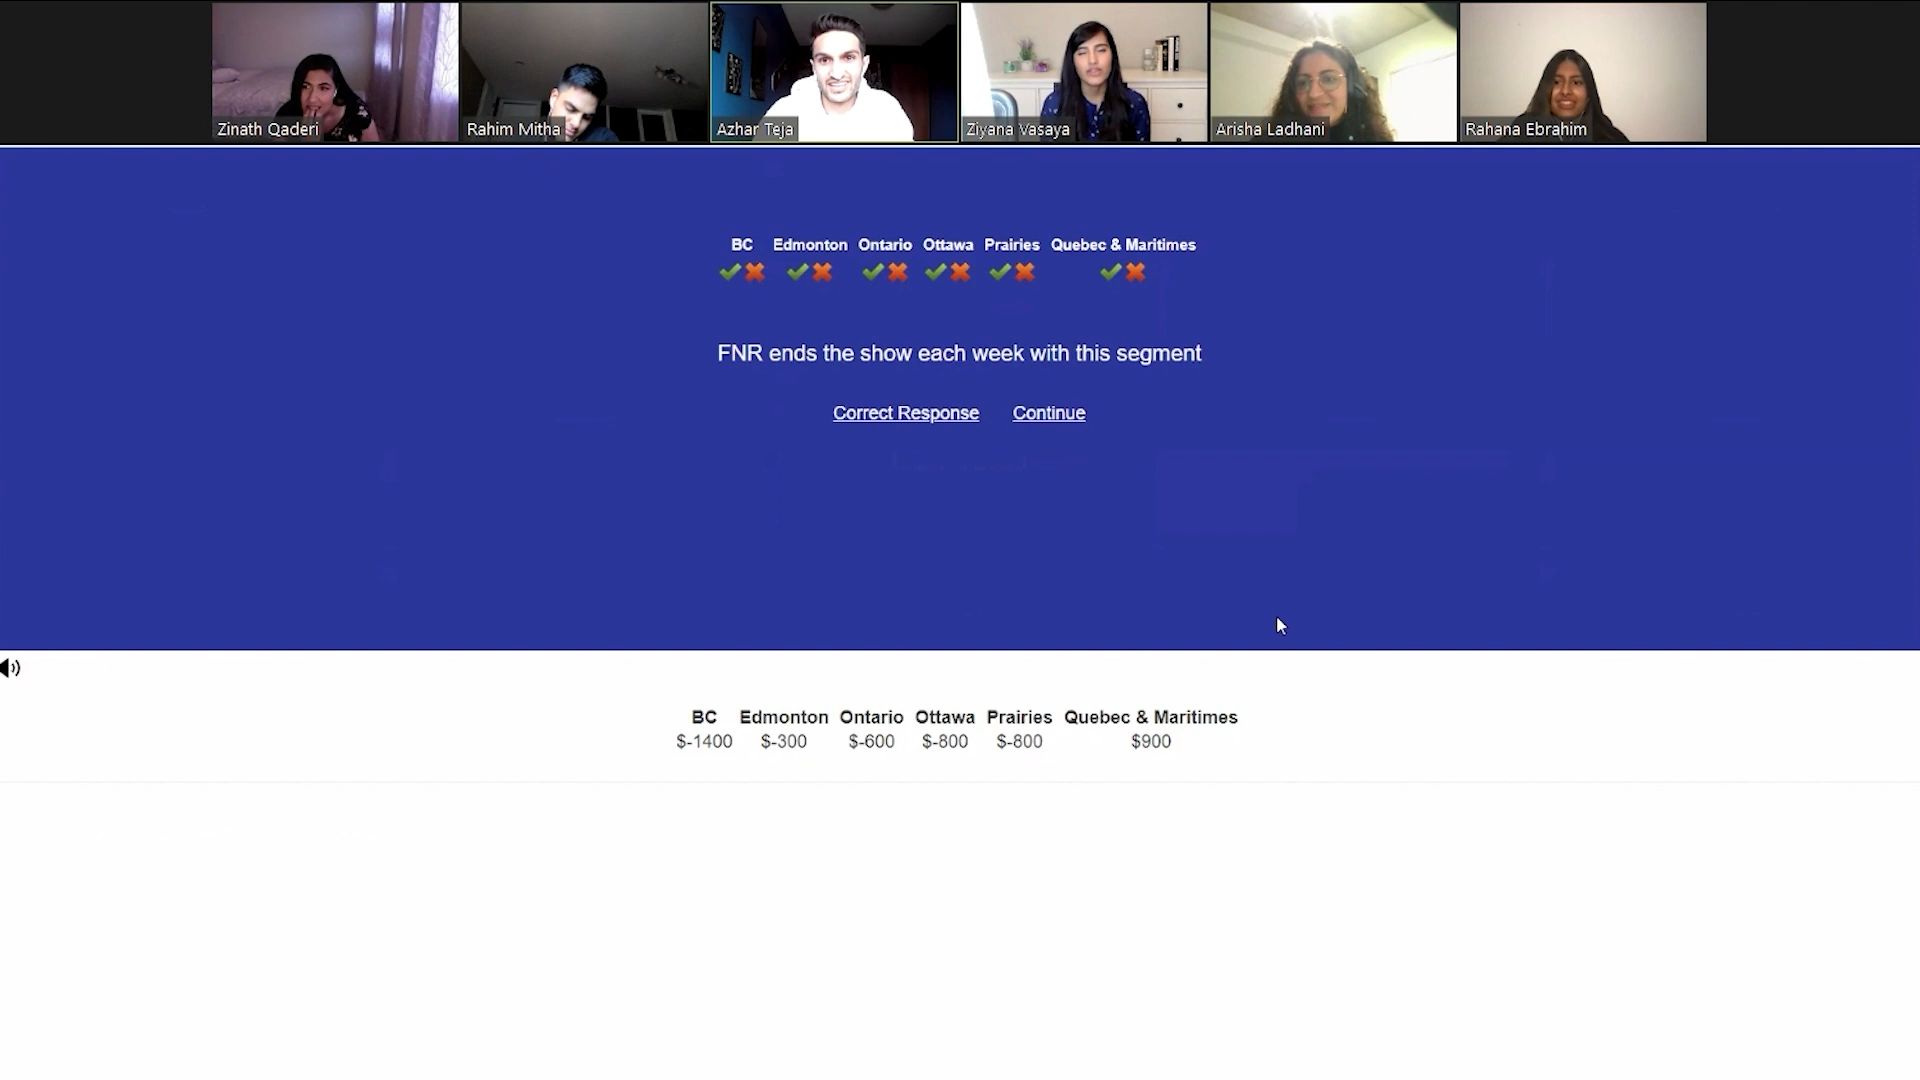 Zinath Qaderi
Rahim Mitha
Azhar Teja
Ziyana Vasaya
Arisha Ladhani
Rahana Ebrahim
BC Edmonton Ontario Ottawa Prairies Quebec & Maritimes
FNR ends the show each week with this segment
Correct Response Continue
BC Edmonton Ontario Ottawa Prairies Quebec & Maritimes
$-1400 $-300 $-600 $-800 $-800 $900